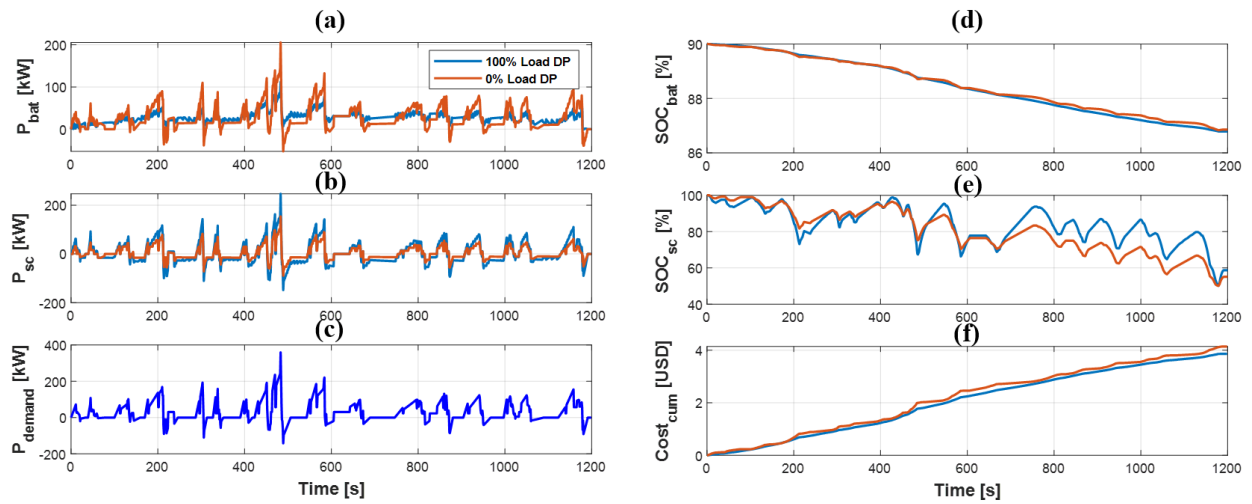 (a)
P_bat [kW]
200
100
0
100% Load DP
0% Load DP
0 200 400 600 800 1000 1200
(b)
P_sc [kW]
200
0
-200
0 200 400 600 800 1000 1200
(c)
P_demand [kW]
400
200
0
-200
0 200 400 600 800 1000 1200
Time [s]
(d)
SOC_bat [%]
90
88
86
0 200 400 600 800 1000 1200
(e)
SOC_sc [%]
100
80
60
40
0 200 400 600 800 1000 1200
(f)
Cost_cum [USD]
4
2
0
0 200 400 600 800 1000 1200
Time [s]